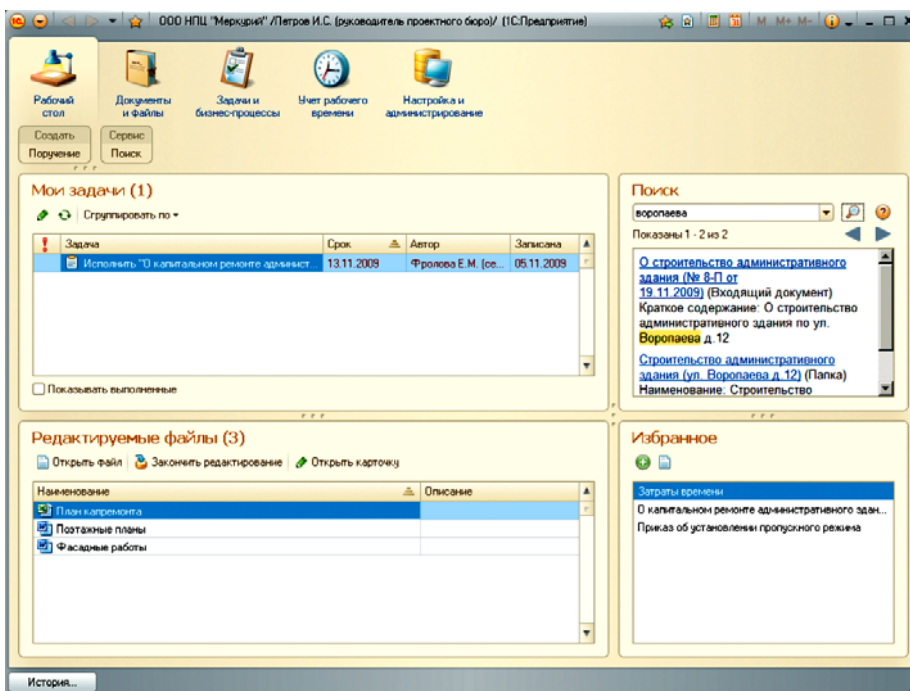 ООО НПЦ "Меркурий" /Петров И.С. (руководитель проектного бюро)/ (1С:Предприятие)
M M+ M-
Рабочий стол
Документы и файлы
Задачи и бизнес-процессы
Учет рабочего времени
Настройка и администрирование
Создать
Поручение
Сервис
Поиск
Мои задачи (1)
Сгруппировать по
Задача Срок Автор Записана
Исполнить "О капитальном ремонте админист... 13.11.2009 Фролова Е.М. (се... 05.11.2009
Показывать выполненные
Поиск
воропаева
Показаны 1 - 2 из 2
О строительство административного
здания (№ 8-П от
19.11.2009) (Входящий документ)
Краткое содержание: О строительство
административного здания по ул.
Воропаева д.12
Строительство административного
здания (ул. Воропаева д.12) (Папка)
Наименование: Строительство
Редактируемые файлы (3)
Открыть файл Закончить редактирование Открыть карточку
Наименование Описание
План капремонта
Поэтажные планы
Фасадные работы
Избранное
Затраты времени
О капитальном ремонте административного здан...
Приказ об установлении пропускного режима
История...